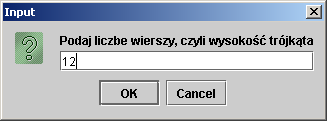 Input
Podaj liczbe wierszy, czyli wysokość trójkąta
12
OK Cancel